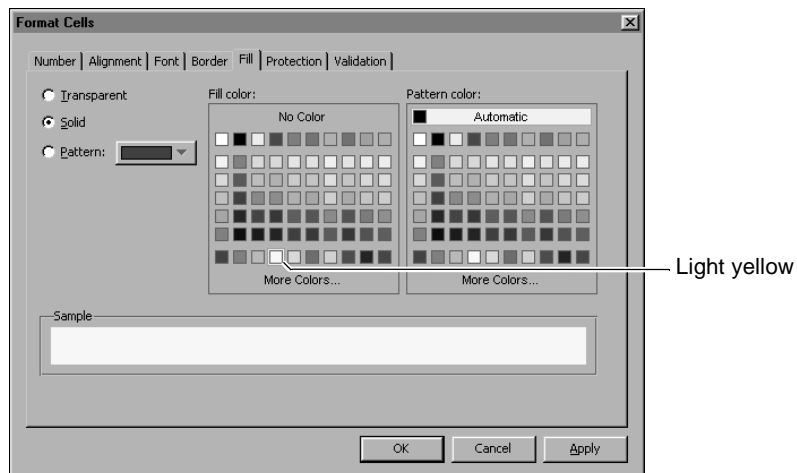 Format Cells
Number Alignment Font Border Fill Protection Validation
Transparent
Solid
Pattern:
Fill color:
No Color
More Colors...
Pattern color:
Automatic
More Colors...
Light yellow
Sample
OK Cancel Apply